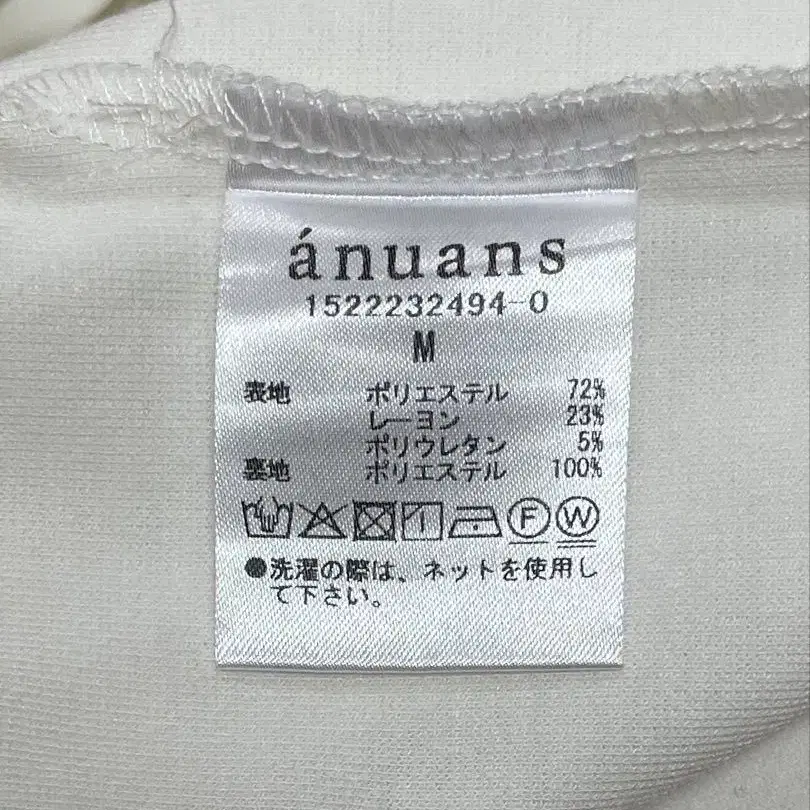 ánuans
1522232494-0
M
表地 ポリエステル 72%
レーヨン 23%
ポリウレタン 5%
裏地 ポリエステル 100%
F W
●洗濯の際は、ネットを使用し
て下さい。